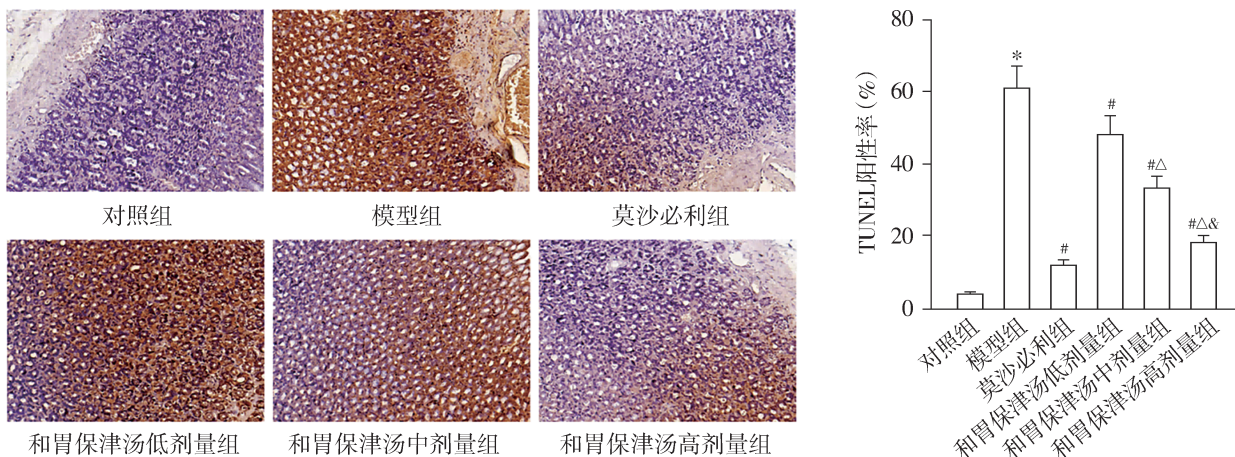 对照组
模型组
莫沙必利组
和胃保津汤低剂量组
和胃保津汤中剂量组
和胃保津汤高剂量组
TUNEL阳性率(%)
80
60
40
20
0
*
#
#
#△
#△&
对照组
模型组
莫沙必利组
和胃保津汤低剂量组
和胃保津汤中剂量组
和胃保津汤高剂量组